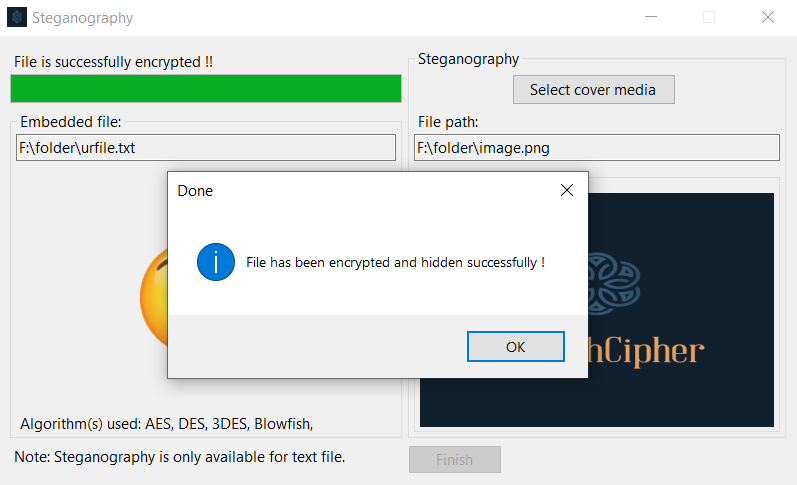 Steganography
File is successfully encrypted !!
Embedded file:
F:\folder\urfile.txt
Algorithm(s) used: AES, DES, 3DES, Blowfish,
Note: Steganography is only available for text file.
Steganography
Select cover media
File path:
F:\folder\image.png
hCipher
Finish
Done
File has been encrypted and hidden successfully !
OK